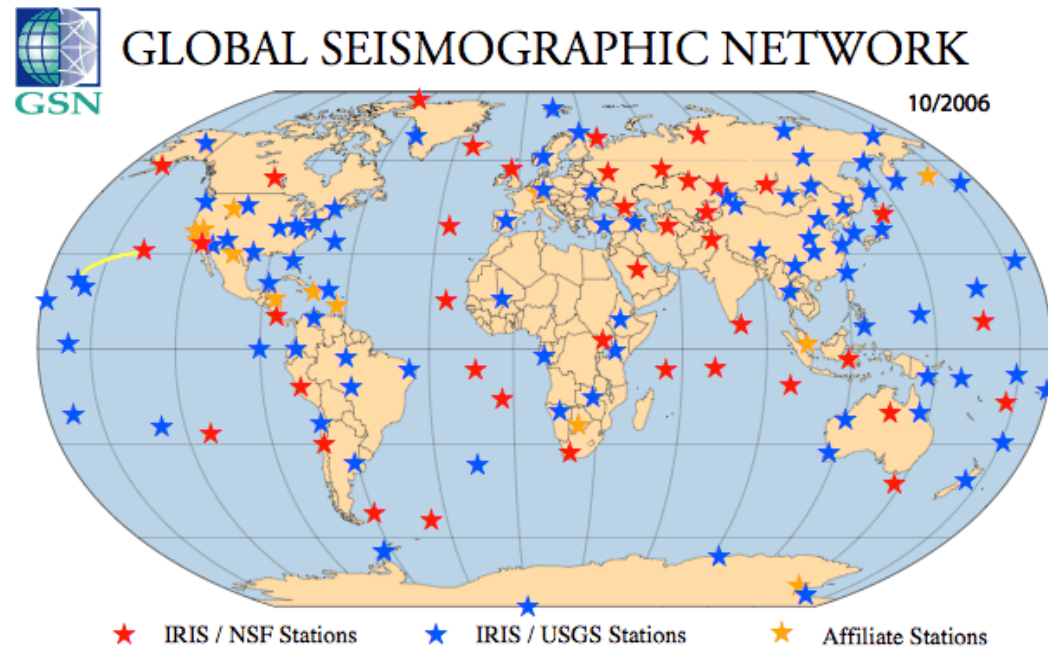 GLOBAL SEISMOGRAPHIC NETWORK
GSN
10/2006
IRIS / NSF Stations
IRIS / USGS Stations
Affiliate Stations